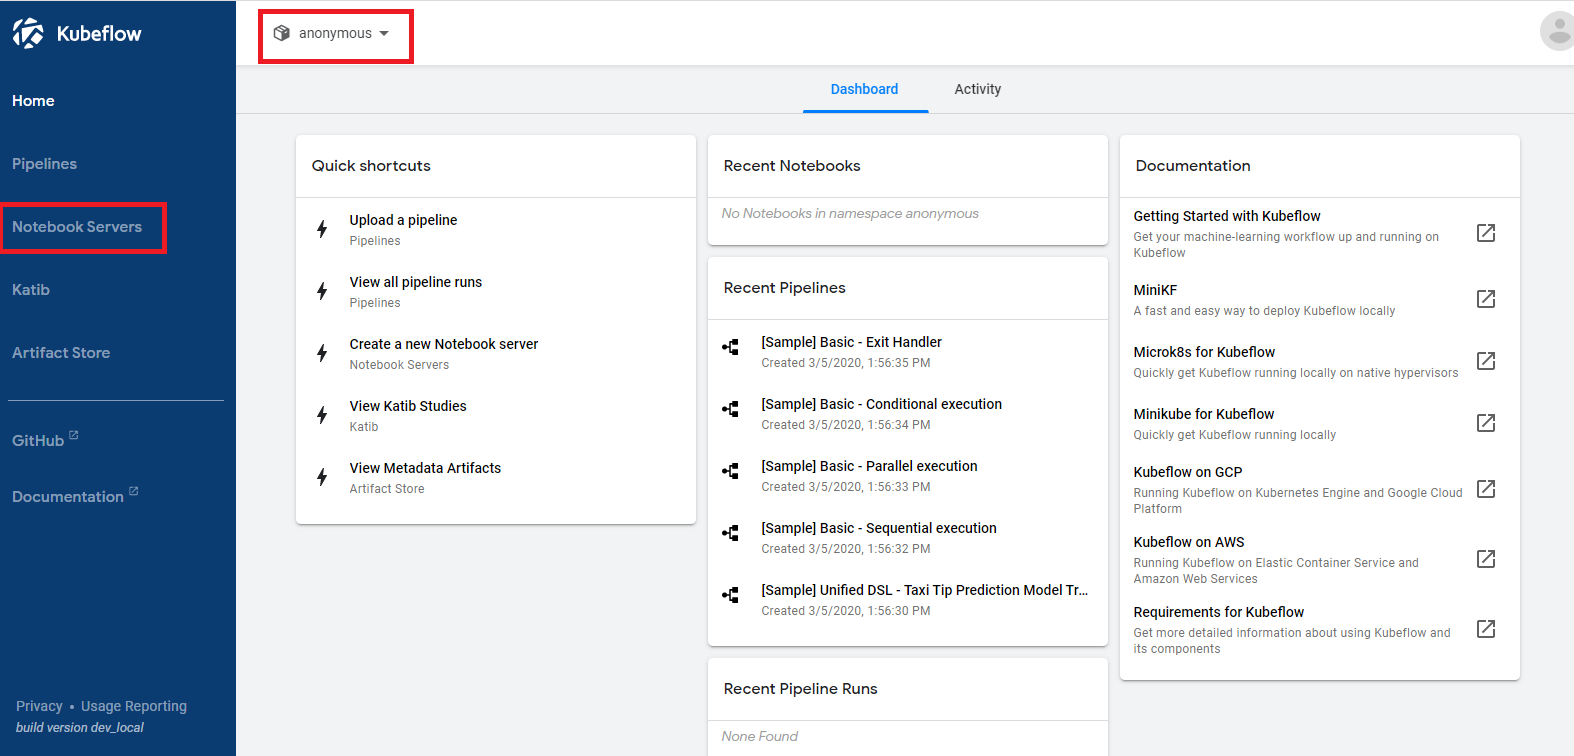 Kubeflow
Home
Pipelines
Notebook Servers
Katib
Artifact Store
GitHub
Documentation
Privacy • Usage Reporting
build version dev_local
anonymous
Dashboard
Activity
Quick shortcuts
Upload a pipeline
Pipelines
View all pipeline runs
Pipelines
Create a new Notebook server
Notebook Servers
View Katib Studies
Katib
View Metadata Artifacts
Artifact Store
Recent Notebooks
No Notebooks in namespace anonymous
Recent Pipelines
[Sample] Basic - Exit Handler
Created 3/5/2020, 1:56:35 PM
[Sample] Basic - Conditional execution
Created 3/5/2020, 1:56:34 PM
[Sample] Basic - Parallel execution
Created 3/5/2020, 1:56:33 PM
[Sample] Basic - Sequential execution
Created 3/5/2020, 1:56:32 PM
[Sample] Unified DSL - Taxi Tip Prediction Model Tr...
Created 3/5/2020, 1:56:30 PM
Recent Pipeline Runs
None Found
Documentation
Getting Started with Kubeflow
Get your machine-learning workflow up and running on
Kubeflow
MiniKF
A fast and easy way to deploy Kubeflow locally
Microk8s for Kubeflow
Quickly get Kubeflow running locally on native hypervisors
Minikube for Kubeflow
Quickly get Kubeflow running locally
Kubeflow on GCP
Running Kubeflow on Kubernetes Engine and Google Cloud
Platform
Kubeflow on AWS
Running Kubeflow on Elastic Container Service and
Amazon Web Services
Requirements for Kubeflow
Get more detailed information about using Kubeflow and
its components